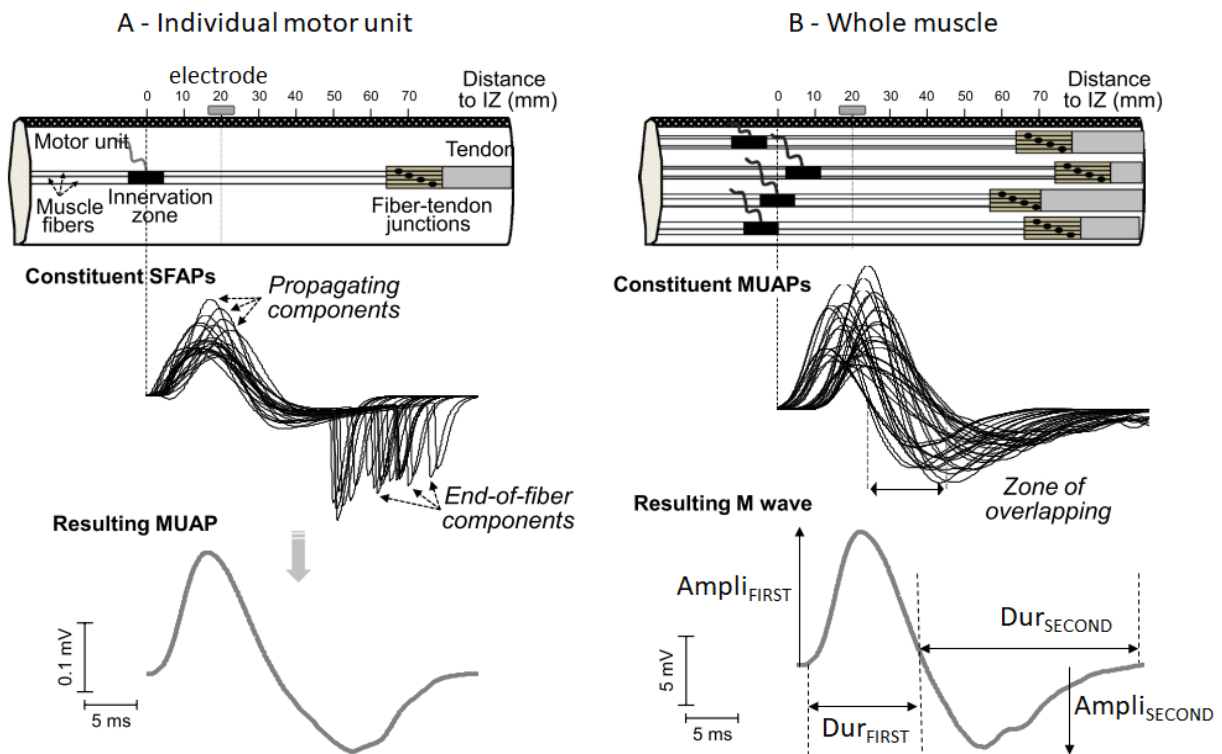 A - Individual motor unit
electrode
Distance
to IZ (mm)
0 10 20 30 40 50 60 70
Motor unit
Tendon
Muscle
fibers
Innervation
zone
Fiber-tendon
junctions
Constituent SFAPs
Propagating
components
End-of-fiber
components
Resulting MUAP
0.1 mV
5 ms
B - Whole muscle
Distance
to IZ (mm)
0 10 20 30 40 50 60 70
Constituent MUAPs
Zone of
overlapping
Resulting M wave
AmpliFIRST
DurSECOND
5 mV
5 ms
DurFIRST
AmpliSECOND